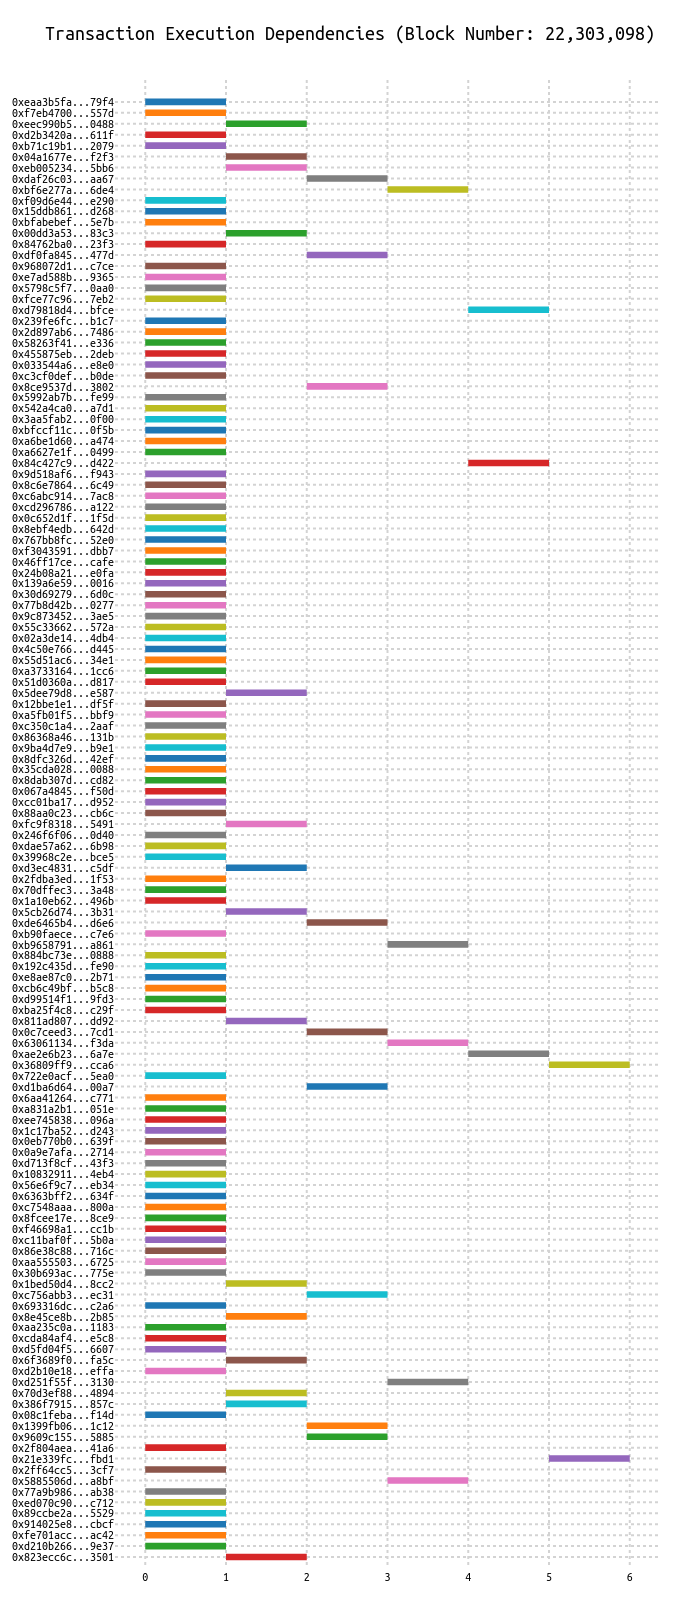 Transaction Execution Dependencies (Block Number: 22,303,098)
0xeaa3b5fa...79f4
0xf7eb4700...557d
0xeec990b5...0488
0xd2b3420a...611f
0xb71c19b1...2079
0x04a1677e...f2f3
0xeb005234...5bb6
0xdaf26c03...aa67
0xbf6e277a...6de4
0xf09d6e44...e290
0x15ddb861...d268
0xbfabebef...5e7b
0x00dd3a53...83c3
0x84762ba0...23f3
0xdf0fa845...477d
0x968072d1...c7ce
0xe7ad588b...9365
0x5798c5f7...0aa0
0xfce77c96...7eb2
0xd79818d4...bfce
0x239fe6fc...b1c7
0x2d897ab6...7486
0x58263f41...e336
0x455875eb...2deb
0x033544a6...e8e0
0xc3cf0def...b0de
0x8ce9537d...3802
0x5992ab7b...fe99
0x542a4ca0...a7d1
0x3aa5fab2...0f00
0xbfccf11c...0f5b
0xa6be1d60...a474
0xa6627e1f...0499
0x84c427c9...d422
0x9d518af6...f943
0x8c6e7864...6c49
0xc6abc914...7ac8
0xcd296786...a122
0x0c652d1f...1f5d
0x8ebf4edb...642d
0x767bb8fc...52e0
0xf3043591...dbb7
0x46ff17ce...cafe
0x24b08a21...e0fa
0x139a6e59...0016
0x30d69279...6d0c
0x77b8d42b...0277
0x9c873452...3ae5
0x55c33662...572a
0x02a3de14...4db4
0x4c50e766...d445
0x55d51ac6...34e1
0xa3733164...1cc6
0x51d0360a...d817
0x5dee79d8...e587
0x12bbe1e1...df5f
0xa5fb01f5...bbf9
0xc350c1a4...2aaf
0x86368a46...131b
0x9ba4d7e9...b9e1
0x8dfc326d...42ef
0x35cda028...0088
0x8dab307d...cd82
0x067a4845...f50d
0xcc01ba17...d952
0x88aa0c23...cb6c
0xfc9f8318...5491
0x246f6f06...0d40
0xdae57a62...6b98
0x39968c2e...bce5
0xd3ec4831...c5df
0x2fdba3ed...1f53
0x70dffec3...3a48
0x1a10eb62...496b
0x5cb26d74...3b31
0xde6465b4...d6e6
0xb90faece...c7e6
0xb9658791...a861
0x884bc73e...0888
0x192c435d...fe90
0xe8ae87c0...2b71
0xcb6c49bf...b5c8
0xd99514f1...9fd3
0xba25f4c8...c29f
0x811ad807...dd92
0x0c7ceed3...7cd1
0x63061134...f3da
0xae2e6b23...6a7e
0x36809ff9...cca6
0x722e0acf...5ea0
0xd1ba6d64...00a7
0x6aa41264...c771
0xa831a2b1...051e
0xee745838...096a
0x1c17ba52...d243
0x0eb770b0...639f
0x0a9e7afa...2714
0xd713f8cf...43f3
0x10832911...4eb4
0x56e6f9c7...eb34
0x6363bff2...634f
0xc7548aaa...800a
0x8fcee17e...8ce9
0xf46698a1...cc1b
0xc11baf0f...5b0a
0x86e38c88...716c
0xaa555503...6725
0x30b693ac...775e
0x1bed50d4...8cc2
0xc756abb3...ec31
0x693316dc...c2a6
0x8e45ce8b...2b85
0xaa235c0a...1183
0xcda84af4...e5c8
0xd5fd04f5...6607
0x6f3689f0...fa5c
0xd2b10e18...effa
0xd251f55f...3130
0x70d3ef88...4894
0x386f7915...857c
0x08c1feba...f14d
0x1399fb06...1c12
0x9609c155...5885
0x2f804aea...41a6
0x21e339fc...fbd1
0x2ff64cc5...3cf7
0x5885506d...a8bf
0x77a9b986...ab38
0xed070c90...c712
0x89ccbe2a...5529
0x914025e8...cbcf
0xfe701acc...ac42
0xd210b266...9e37
0x823ecc6c...3501
0 1 2 3 4 5 6